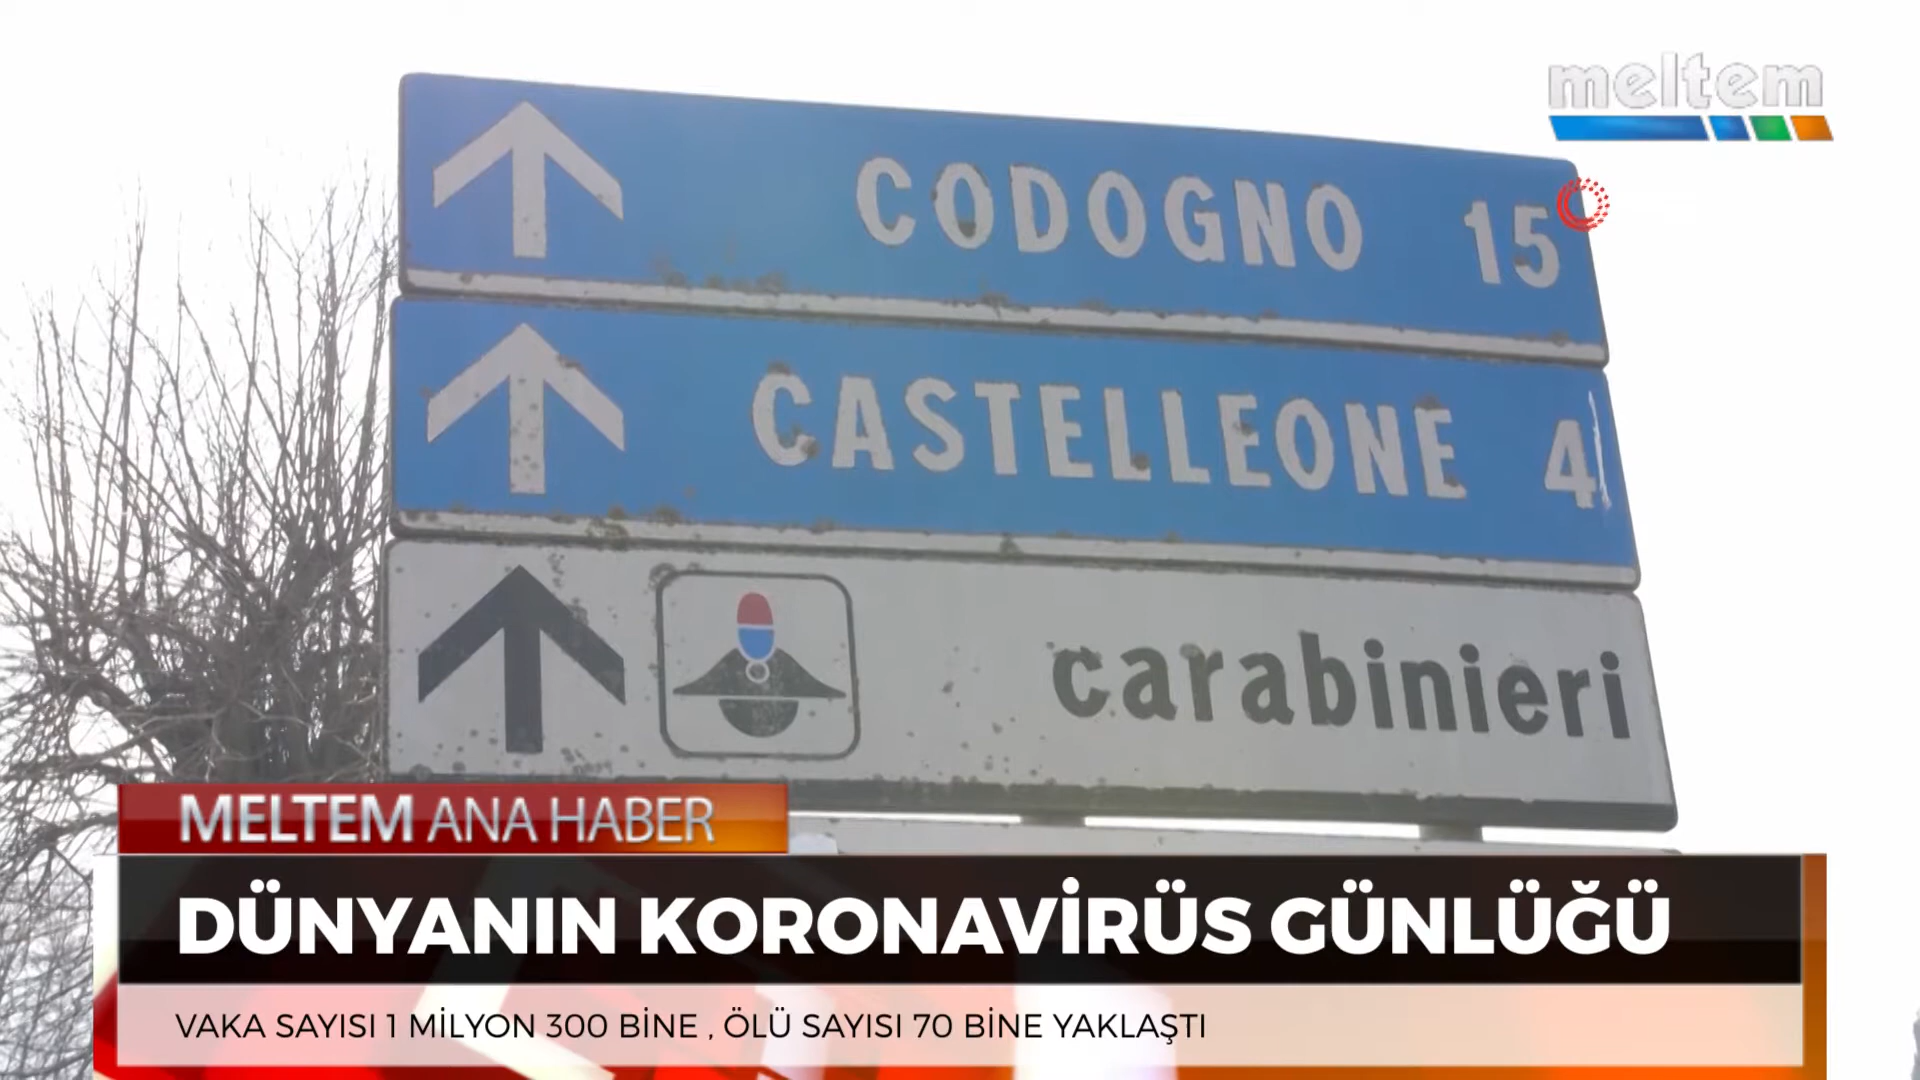 meltem
CODOGNO 15
CASTELLEONE 4
carabinieri
MELTEM ANA HABER
DÜNYANIN KORONAVİRÜS GÜNLÜĞÜ
VAKA SAYISI 1 MİLYON 300 BİNE , ÖLÜ SAYISI 70 BİNE YAKLAŞTI